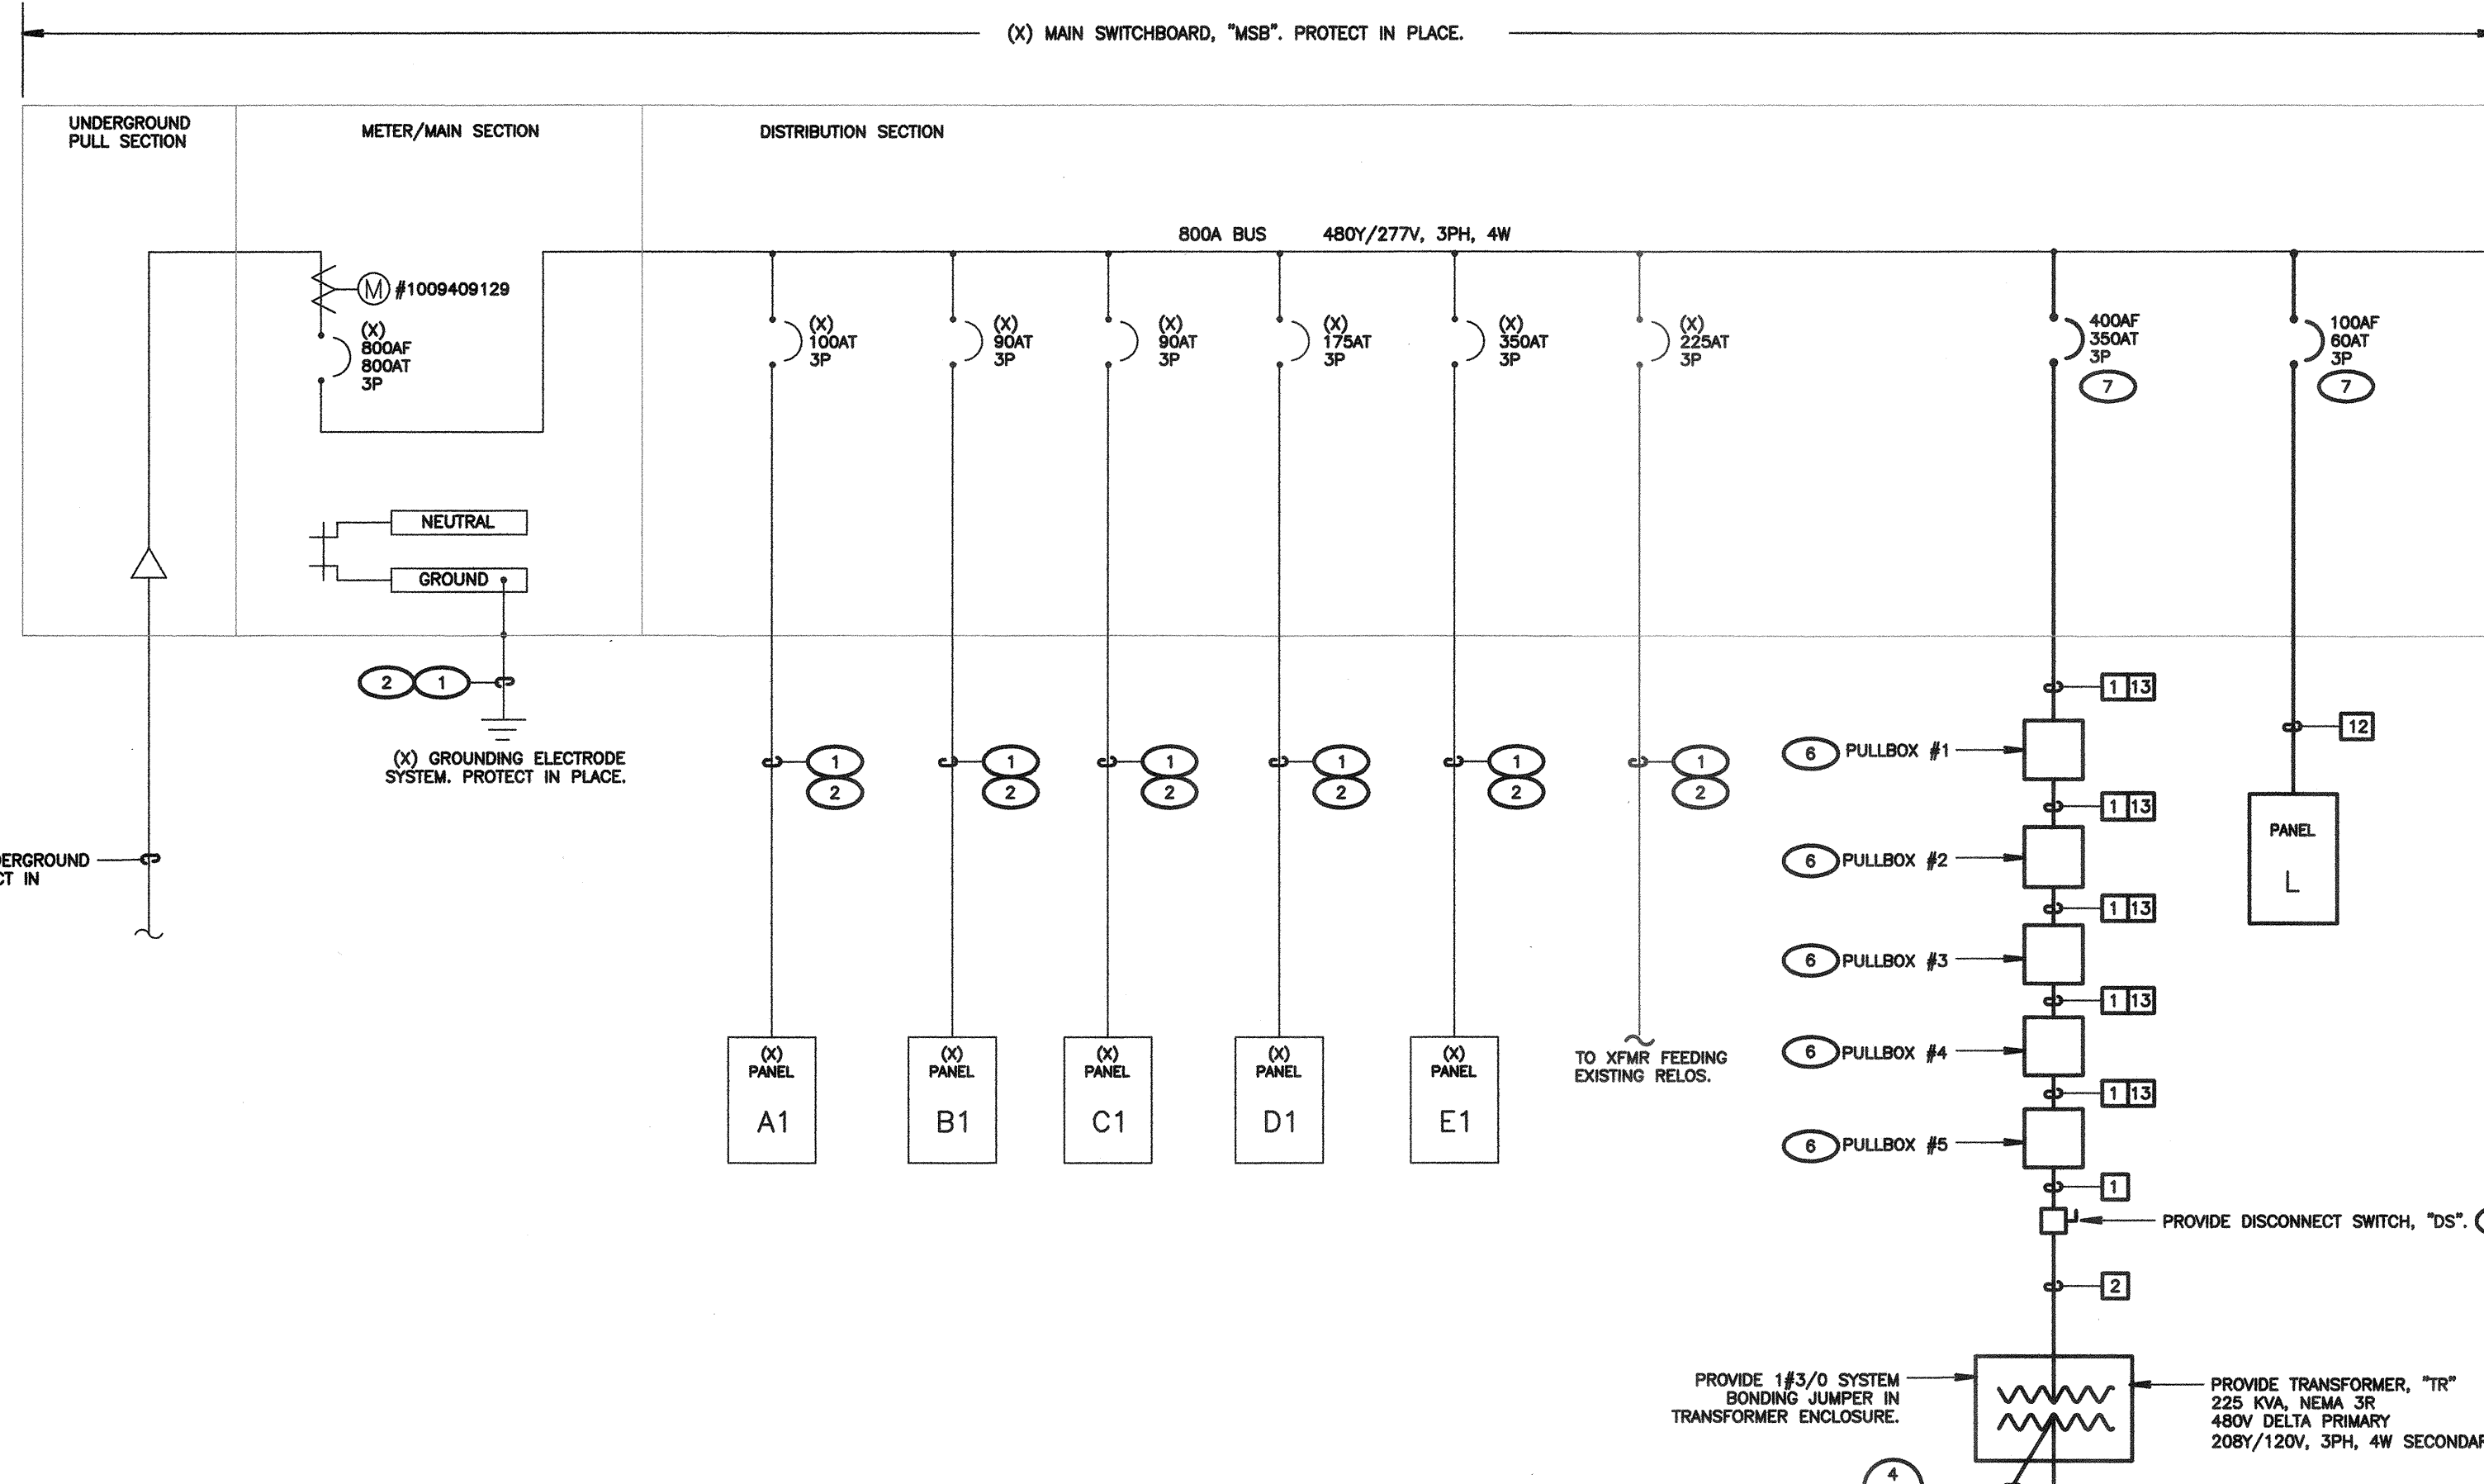 (X) MAIN SWITCHBOARD, "MSB". PROTECT IN PLACE.
UNDERGROUND
PULL SECTION
METER/MAIN SECTION
DISTRIBUTION SECTION
800A BUS 480Y/277V, 3PH, 4W
M #1009409129
(X)
800AF
800AT
3P
(X)
100AT
3P
(X)
90AT
3P
(X)
90AT
3P
(X)
175AT
3P
(X)
350AT
3P
(X)
225AT
3P
400AF
350AT
3P
7
100AF
60AT
3P
7
NEUTRAL
GROUND
2 1
(X) GROUNDING ELECTRODE
SYSTEM. PROTECT IN PLACE.
1
2
1
2
1
2
1
2
1
2
1
2
DERGROUND
CT IN
(X)
PANEL
A1
(X)
PANEL
B1
(X)
PANEL
C1
(X)
PANEL
D1
(X)
PANEL
E1
TO XFMR FEEDING
EXISTING RELOS.
1 13
6 PULLBOX #1
1 13
6 PULLBOX #2
1 13
6 PULLBOX #3
1 13
6 PULLBOX #4
1 13
6 PULLBOX #5
1
12
PANEL
L
PROVIDE DISCONNECT SWITCH, "DS".
2
PROVIDE 1#3/0 SYSTEM
BONDING JUMPER IN
TRANSFORMER ENCLOSURE.
PROVIDE TRANSFORMER, "TR"
225 KVA, NEMA 3R
480V DELTA PRIMARY
208Y/120V, 3PH, 4W SECONDAR
4